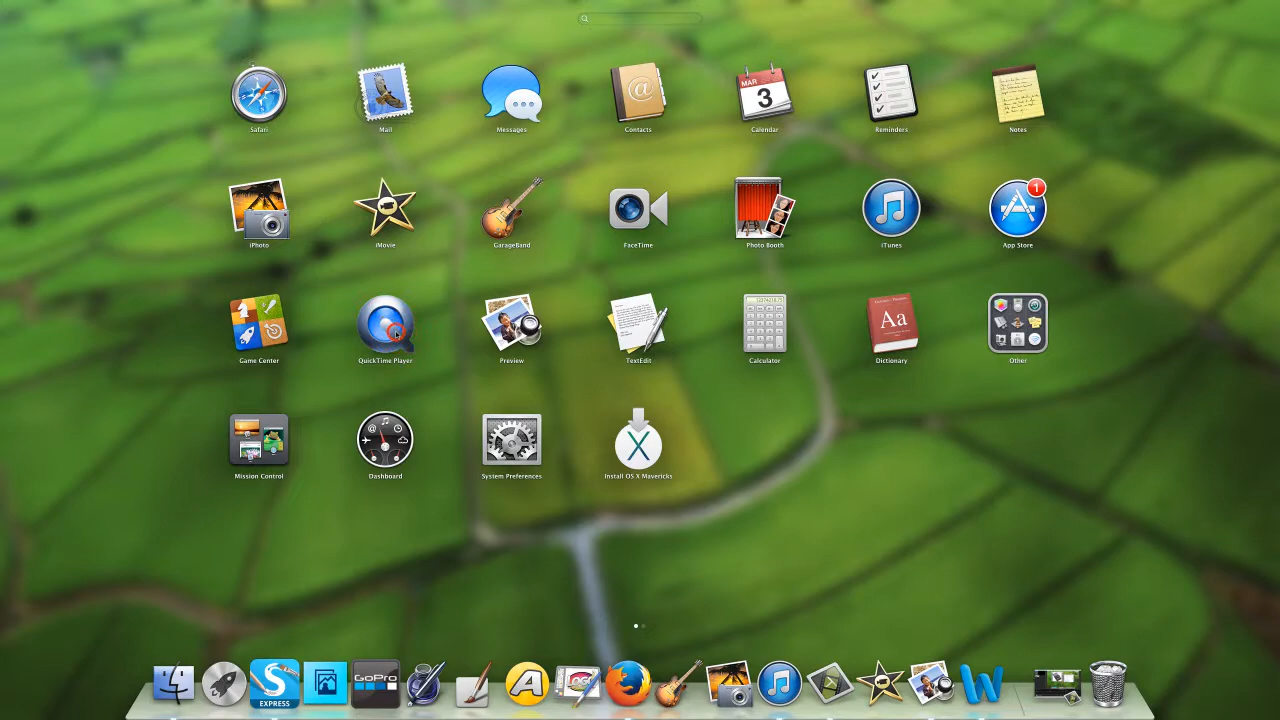 Safari
Mail
Messages
Contacts
MAR
3
Calendar
Reminders
Notes
iPhoto
iMovie
GarageBand
FaceTime
Photo Booth
iTunes
1
App Store
Game Center
QuickTime Player
Preview
TextEdit
Calculator
Aa
Dictionary
Other
Mission Control
Dashboard
System Preferences
X
Install OS X Mavericks
S
EXPRESS
GoPro
A
W